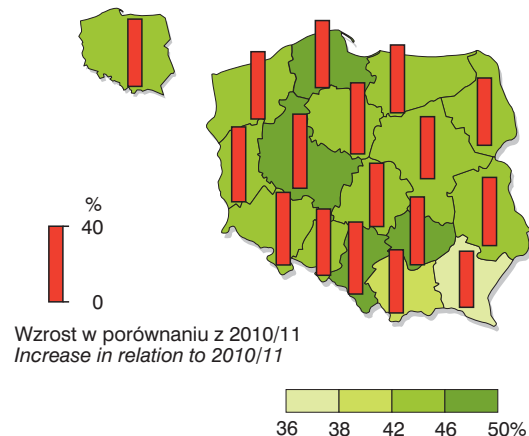 %
40
0
Wzrost w porównaniu z 2010/11
Increase in relation to 2010/11
36 38 42 46 50%